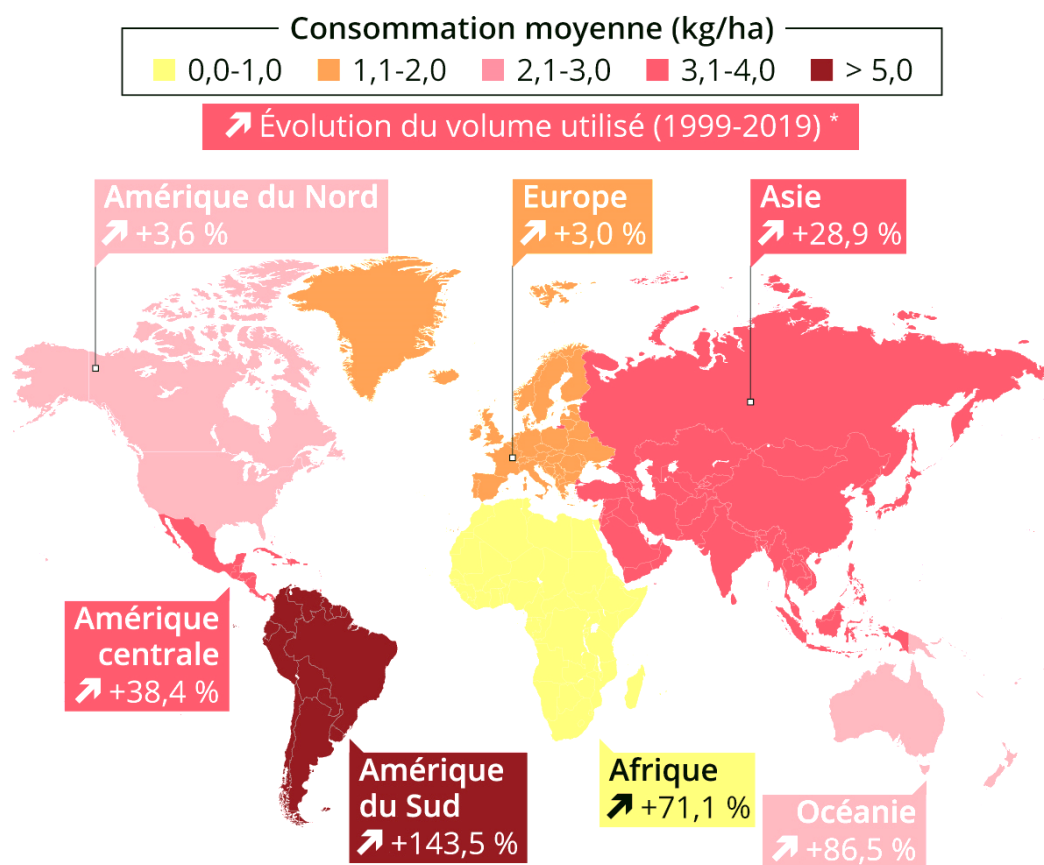 Consommation moyenne (kg/ha)
0,0-1,0 1,1-2,0 2,1-3,0 3,1-4,0 > 5,0
Évolution du volume utilisé (1999-2019) *
Amérique du Nord
+3,6 %
Europe
+3,0 %
Asie
+28,9 %
Amérique
centrale
+38,4 %
Amérique
du Sud
+143,5 %
Afrique
+71,1 %
Océanie
+86,5 %